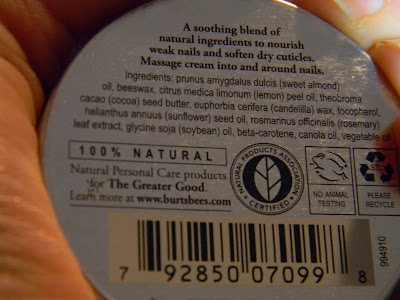 A soothing blend of
natural ingredients to nourish
weak nails and soften dry cuticles.
Massage cream into and around nails.
Ingredients: prunus amygdalus dulcis (sweet almond)
oil, beeswax, citrus medica limonum (lemon) peel oil, theobroma
cacao (cocoa) seed butter, euphorbia cerifera (candelilla) wax, tocopherol,
helianthus annuus (sunflower) seed oil, rosmarinus officinalis (rosemary)
leaf extract, glycine soja (soybean) oil, beta-carotene, canola oil, vegetable oil
100% NATURAL
Natural Personal Care products
for The Greater Good.
Learn more at www.burtsbees.com
NATURAL PRODUCTS ASSOCIATION
CERTIFIED
NO ANIMAL
TESTING
PLEASE
RECYCLE
994910
7 92850 07099 8